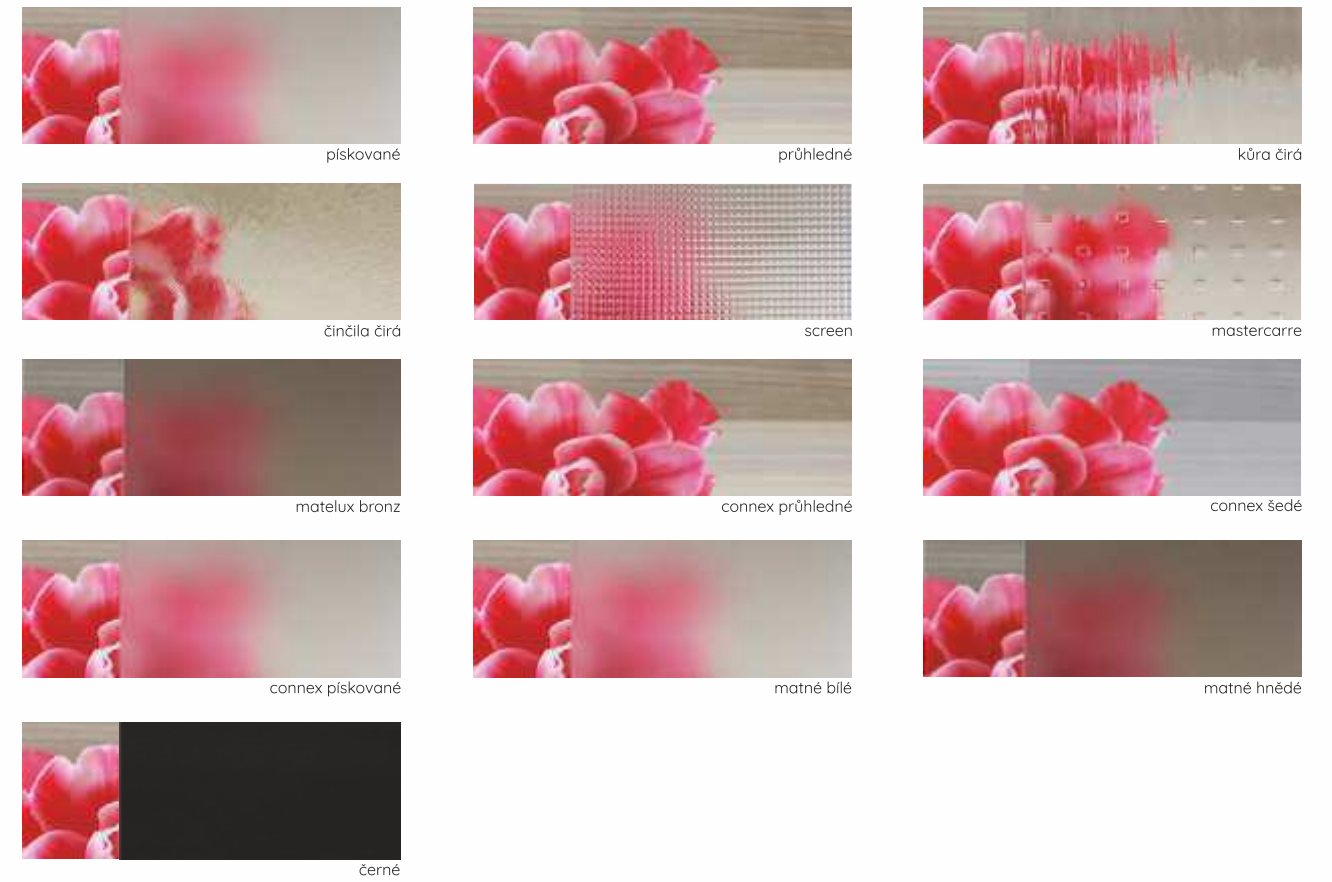 pískované
průhledné
kůra čirá
činčila čirá
screen
mastercarre
matelux bronz
connex průhledné
connex šedé
connex pískované
matné bílé
matné hnědé
černé